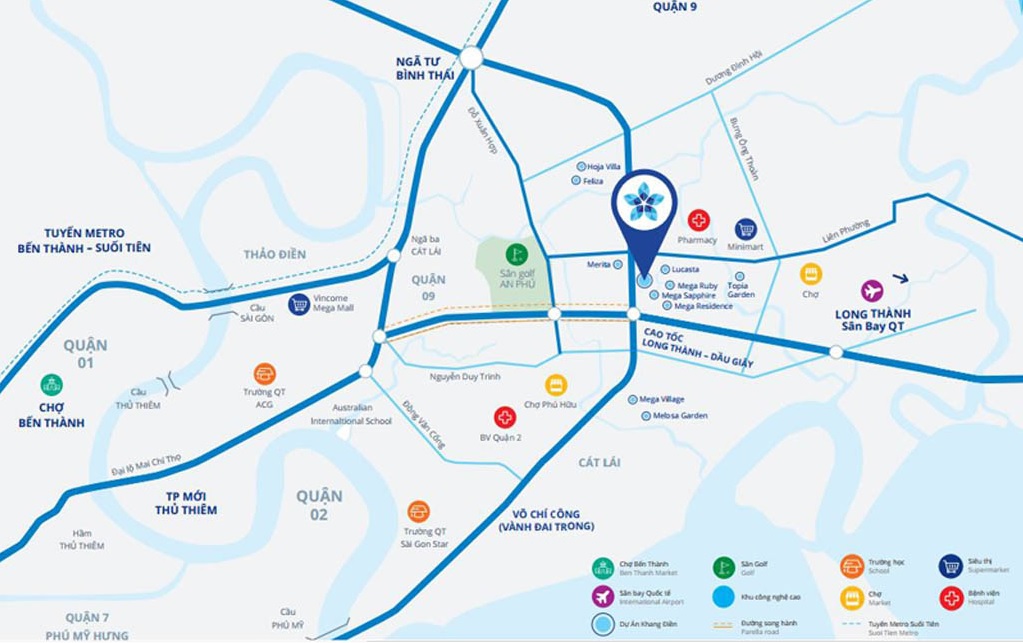 QUẬN 9
NGÃ TƯ
BÌNH THÁI
Dương Đình Hội
Đỗ Xuân Hợp
Bưng Ông Thoàn
Hoja Villa
Feliza
TUYẾN METRO
BẾN THÀNH – SUỐI TIÊN
THẢO ĐIỀN
Ngã ba
CÁT LÁI
QUẬN
09
Sân golf
AN PHÚ
Pharmacy
Minimart
Liên Phường
Merita
Lucasta
Mega Ruby
Mega Sapphire
Mega Residence
Topia
Garden
Chợ
LONG THÀNH
Sân Bay QT
Cầu
SÀI GÒN
Vincome
Mega Mall
CAO TỐC
LONG THÀNH – DẦU GIÂY
QUẬN
01
CHỢ
BẾN THÀNH
Cầu
THỦ THIÊM
Trường QT
ACG
Nguyễn Duy Trinh
Australian
Internaltional School
Đồng Văn Cống
Chợ Phú Hữu
BV Quận 2
Mega Village
Melosa Garden
Đại lộ Mai Chí Thọ
CÁT LÁI
TP MỚI
THỦ THIÊM
QUẬN
02
VÕ CHÍ CÔNG
(VÀNH ĐAI TRONG)
Trường QT
Sài Gon Star
Hầm
THỦ THIÊM
Cầu
PHÚ MỸ
QUẬN 7
PHÚ MỸ HƯNG
Chợ Bến Thành
Ben Thanh Market
Sân Golf
Golf
Trường học
School
Siêu thị
Supermarket
Sân bay Quốc tế
International Airport
Khu công nghệ cao
Chợ
Market
Bệnh viện
Hospital
Dự Án Khang Điền
Đường song hành
Parella road
Tuyến Metro Suối Tiên
Suoi Tien Metro